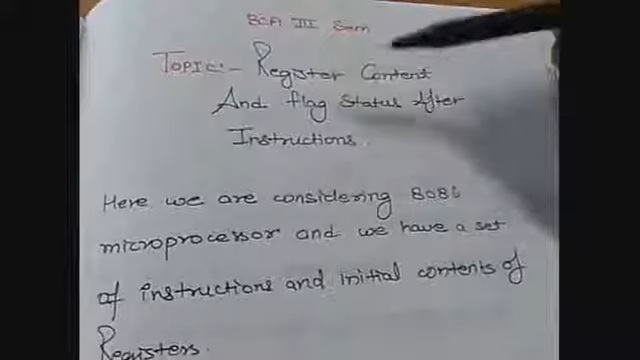 BCA III Sem
Topic:- Register Content
And flag Status After
Instructions.
Here we are considering 8086
microprocessor and we have a set
of instructions and initial contents of
Registers.